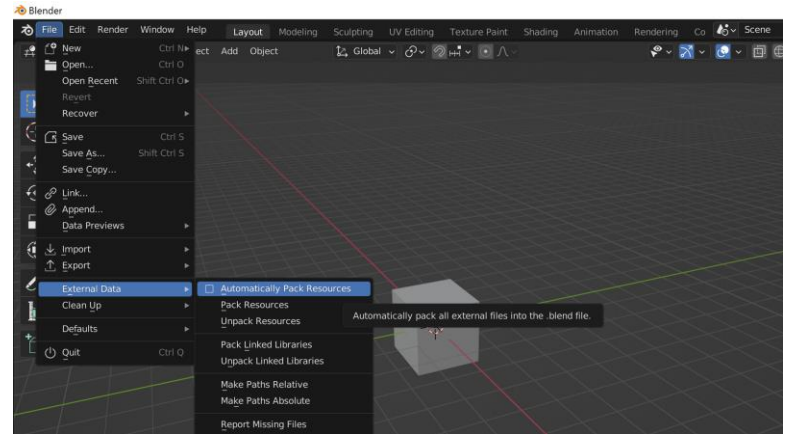 Blender
File Edit Render Window Help Layout Modeling Sculpting UV Editing Texture Paint Shading Animation Rendering Co Scene
ect Add Object Global
New Ctrl N
Open... Ctrl O
Open Recent Shift Ctrl O
Revert
Recover
Save Ctrl S
Save As... Shift Ctrl S
Save Copy...
Link...
Append...
Data Previews
Import
Export
External Data
Clean Up
Defaults
Quit Ctrl Q
Automatically Pack Resources
Pack Resources
Unpack Resources
Automatically pack all external files into the .blend file.
Pack Linked Libraries
Unpack Linked Libraries
Make Paths Relative
Make Paths Absolute
Report Missing Files